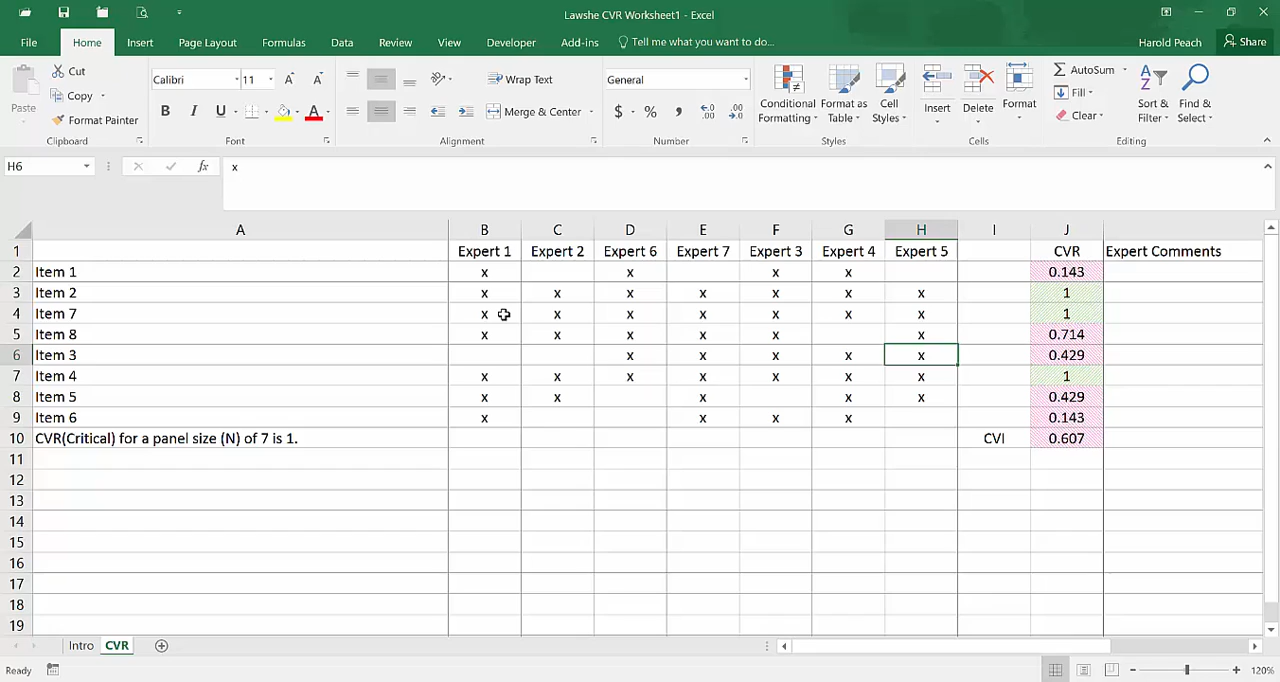 Lawshe CVR Worksheet1 - Excel
File Home Insert Page Layout Formulas Data Review View Developer Add-ins Tell me what you want to do... Harold Peach Share
Paste Cut Copy Format Painter Clipboard
Calibri 11 B I U A Font
Wrap Text Merge & Center Alignment
General $ % , Number
Conditional Formatting Format as Table Cell Styles Styles
Insert Delete Format Cells
AutoSum Fill Clear Sort & Filter Find & Select Editing
H6 fx x
A B C D E F G H I J K
1 Expert 1 Expert 2 Expert 6 Expert 7 Expert 3 Expert 4 Expert 5 CVR Expert Comments
2 Item 1 x x x x 0.143
3 Item 2 x x x x x x x 1
4 Item 7 x x x x x x x 1
5 Item 8 x x x x x x 0.714
6 Item 3 x x x x x 0.429
7 Item 4 x x x x x x x 1
8 Item 5 x x x x x 0.429
9 Item 6 x x x x 0.143
10 CVR(Critical) for a panel size (N) of 7 is 1. CVI 0.607
11
12
13
14
15
16
17
18
19
Intro CVR
Ready 120%